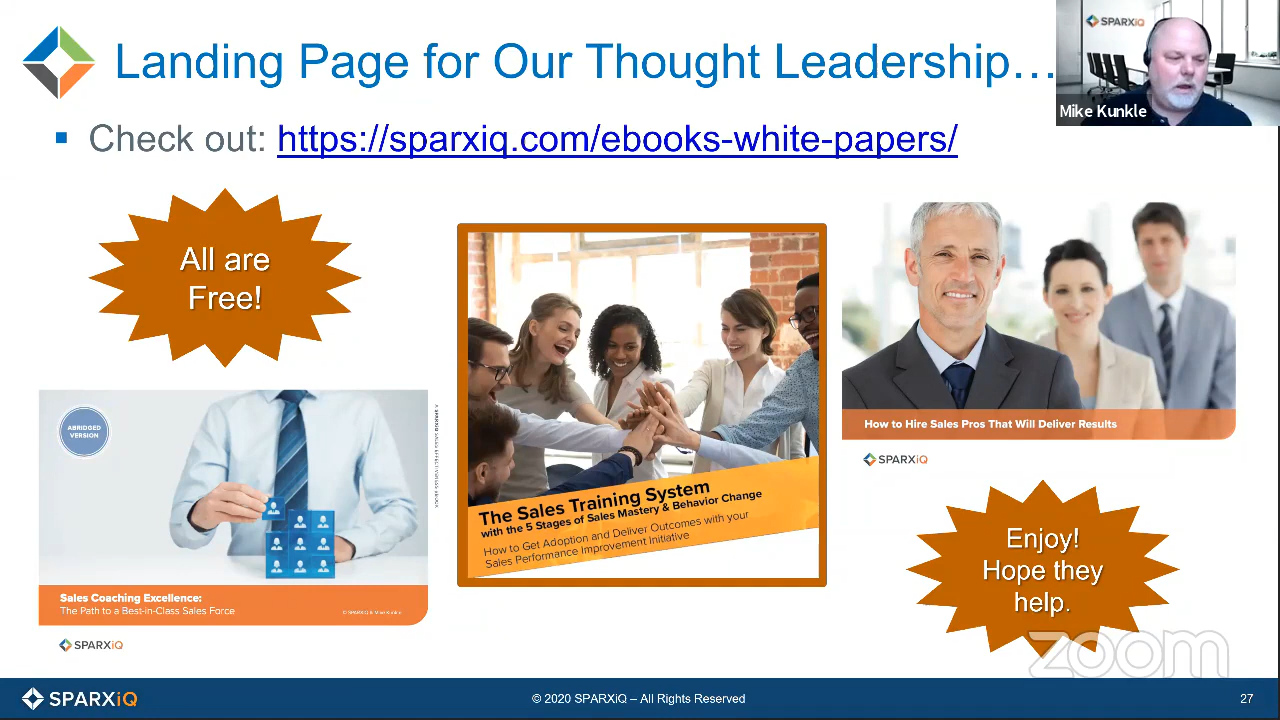 Landing Page for Our Thought Leadership…
SPARXiQ
Mike Kunkle
▪ Check out: https://sparxiq.com/ebooks-white-papers/
All are
Free!
ABRIDGED
VERSION
Sales Coaching Excellence:
The Path to a Best-in-Class Sales Force
© SPARXiQ & Mike Kunkle
SPARXiQ
The Sales Training System
with the 5 Stages of Sales Mastery & Behavior Change
How to Get Adoption and Deliver Outcomes with your
Sales Performance Improvement Initiative
How to Hire Sales Pros That Will Deliver Results
SPARXiQ
Enjoy!
Hope they
help.
zoom
SPARXiQ
© 2020 SPARXiQ – All Rights Reserved
27